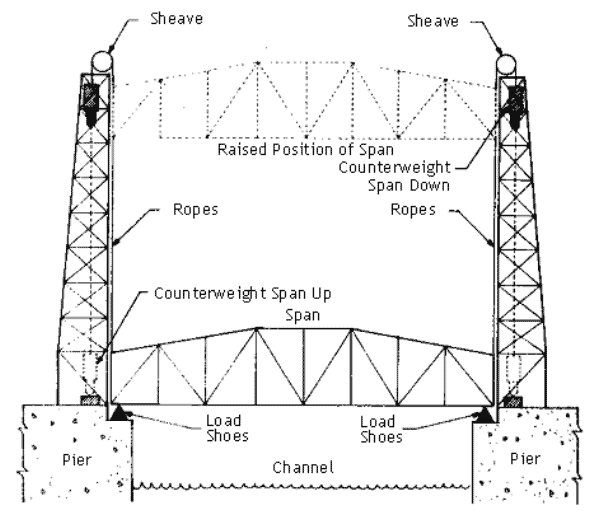 Sheave
Sheave
Raised Position of Span
Counterweight
Span Down
Ropes
Ropes
Counterweight Span Up
Span
Load
Shoes
Load
Shoes
Pier
Channel
Pier